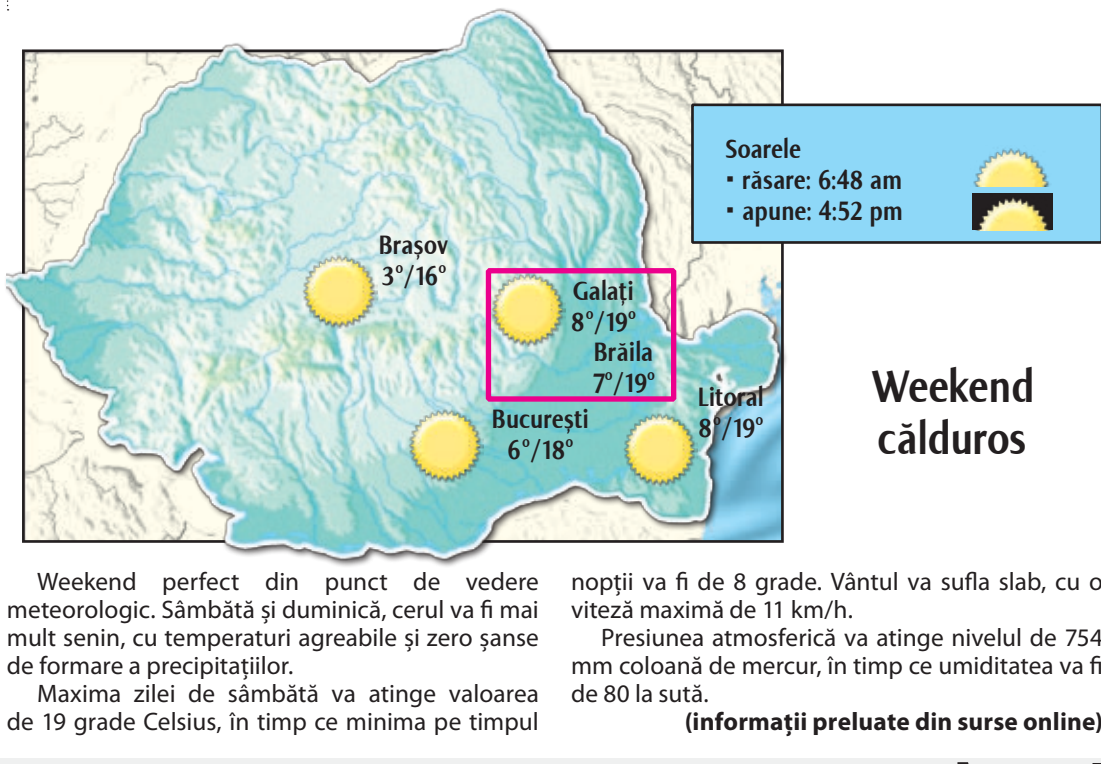 Soarele
▪ răsare: 6:48 am
▪ apune: 4:52 pm
Brașov
3°/16°
Galați
8°/19°
Brăila
7°/19°
Litoral
8°/19°
București
6°/18°
Weekend
călduros
Weekend perfect din punct de vedere
meteorologic. Sâmbătă și duminică, cerul va fi mai
mult senin, cu temperaturi agreabile și zero șanse
de formare a precipitațiilor.
Maxima zilei de sâmbătă va atinge valoarea
de 19 grade Celsius, în timp ce minima pe timpul
nopții va fi de 8 grade. Vântul va sufla slab, cu o
viteză maximă de 11 km/h.
Presiunea atmosferică va atinge nivelul de 754
mm coloană de mercur, în timp ce umiditatea va fi
de 80 la sută.
(informații preluate din surse online)